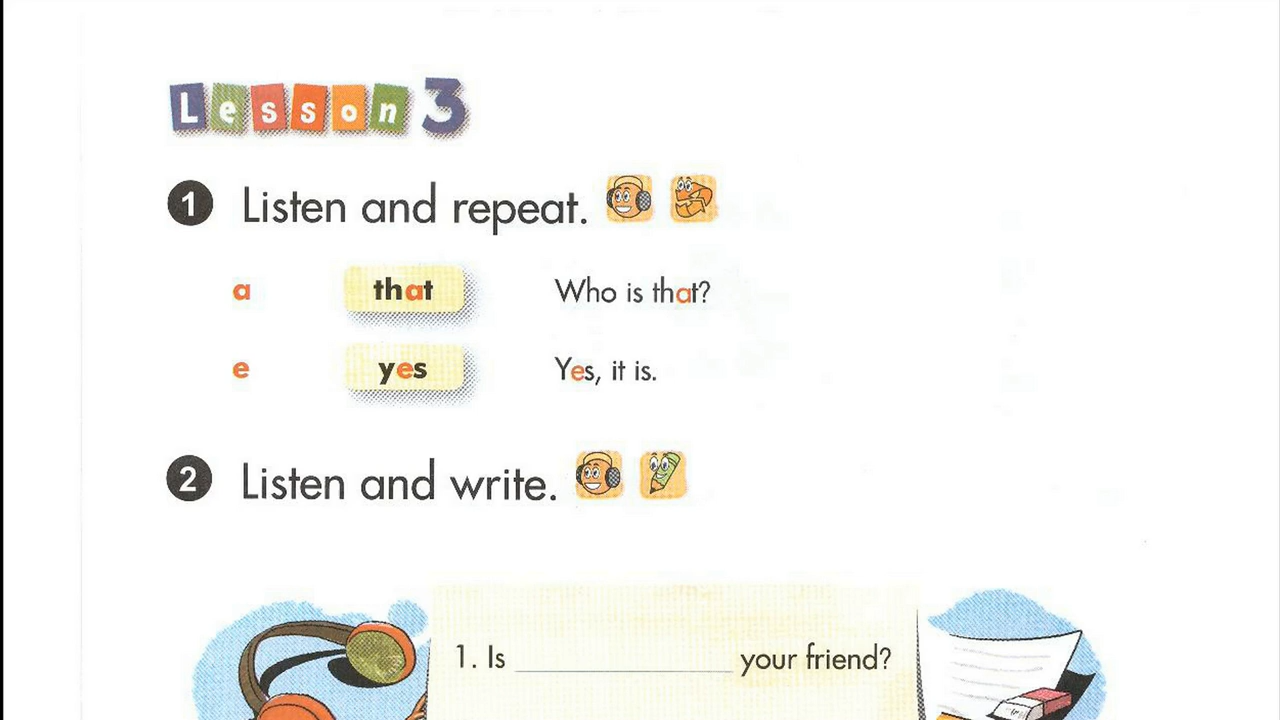 Lesson 3
1 Listen and repeat.
a that Who is that?
e yes Yes, it is.
2 Listen and write.
1. Is ____________ your friend?